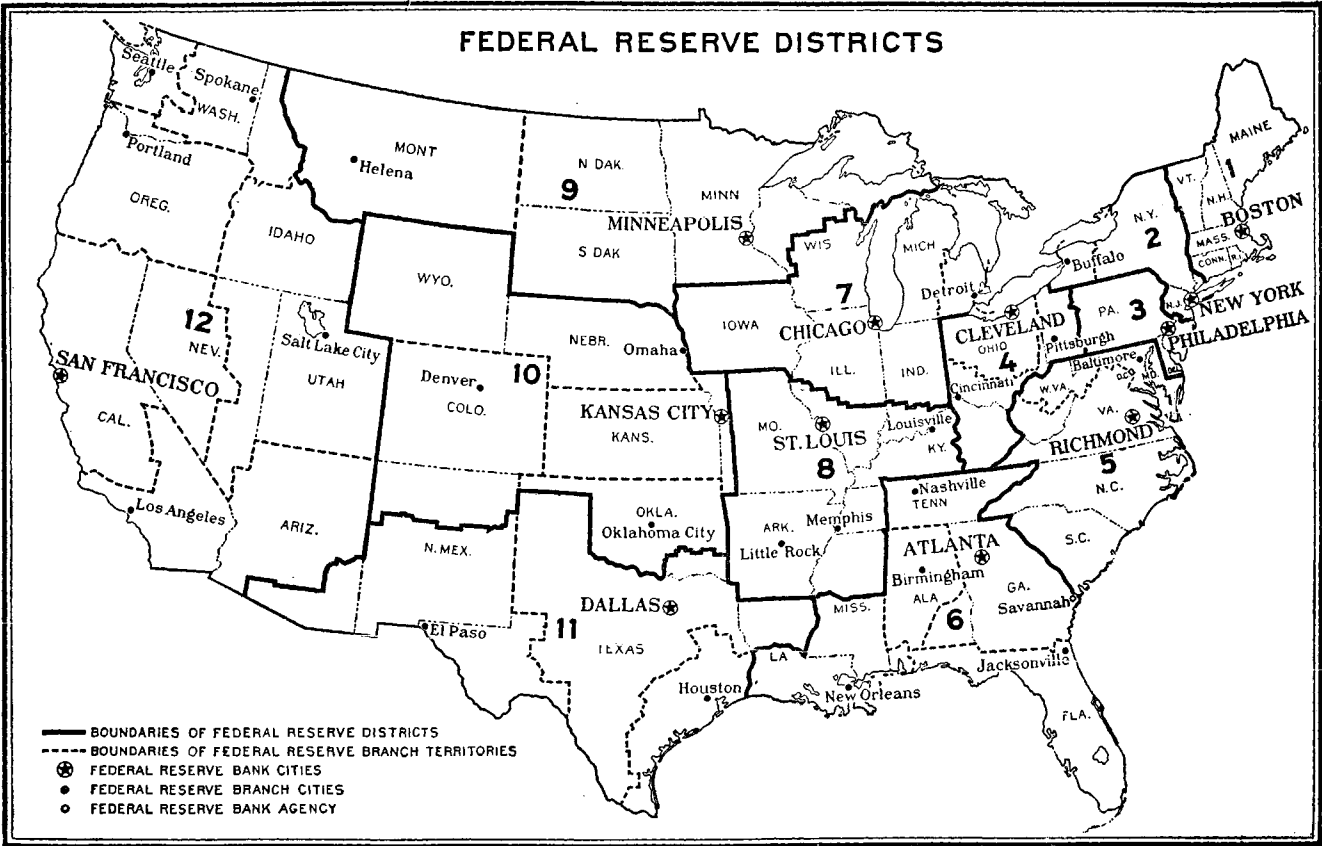 FEDERAL RESERVE DISTRICTS
Seattle
Spokane
WASH.
Portland
OREG.
IDAHO
MONT
Helena
N DAK.
9
S DAK
MINN
MINNEAPOLIS
WIS
MICH
MAINE
VT.
1
N.H.
BOSTON
MASS.
CONN.
R.I.
N.Y.
2
Buffalo
WYO.
12
NEV.
Salt Lake City
UTAH
SAN FRANCISCO
CAL.
Los Angeles
ARIZ.
NEBR.
Omaha
IOWA
7
CHICAGO
Detroit
CLEVELAND
OHIO
4
Cincinnati
PA.
3
Pittsburgh
N.J.
NEW YORK
PHILADELPHIA
Baltimore
D.C.
MD.
DEL.
W.VA
VA.
RICHMOND
5
N.C.
S.C.
Denver
COLO.
10
KANSAS CITY
KANS.
ILL.
IND.
MO.
ST. LOUIS
8
Louisville
KY.
Nashville
TENN
Memphis
ARK.
Little Rock
OKLA.
Oklahoma City
N. MEX.
El Paso
DALLAS
11
TEXAS
Houston
LA
New Orleans
MISS.
ATLANTA
Birmingham
ALA
6
GA.
Savannah
Jacksonville
FLA.
BOUNDARIES OF FEDERAL RESERVE DISTRICTS
BOUNDARIES OF FEDERAL RESERVE BRANCH TERRITORIES
FEDERAL RESERVE BANK CITIES
FEDERAL RESERVE BRANCH CITIES
FEDERAL RESERVE BANK AGENCY